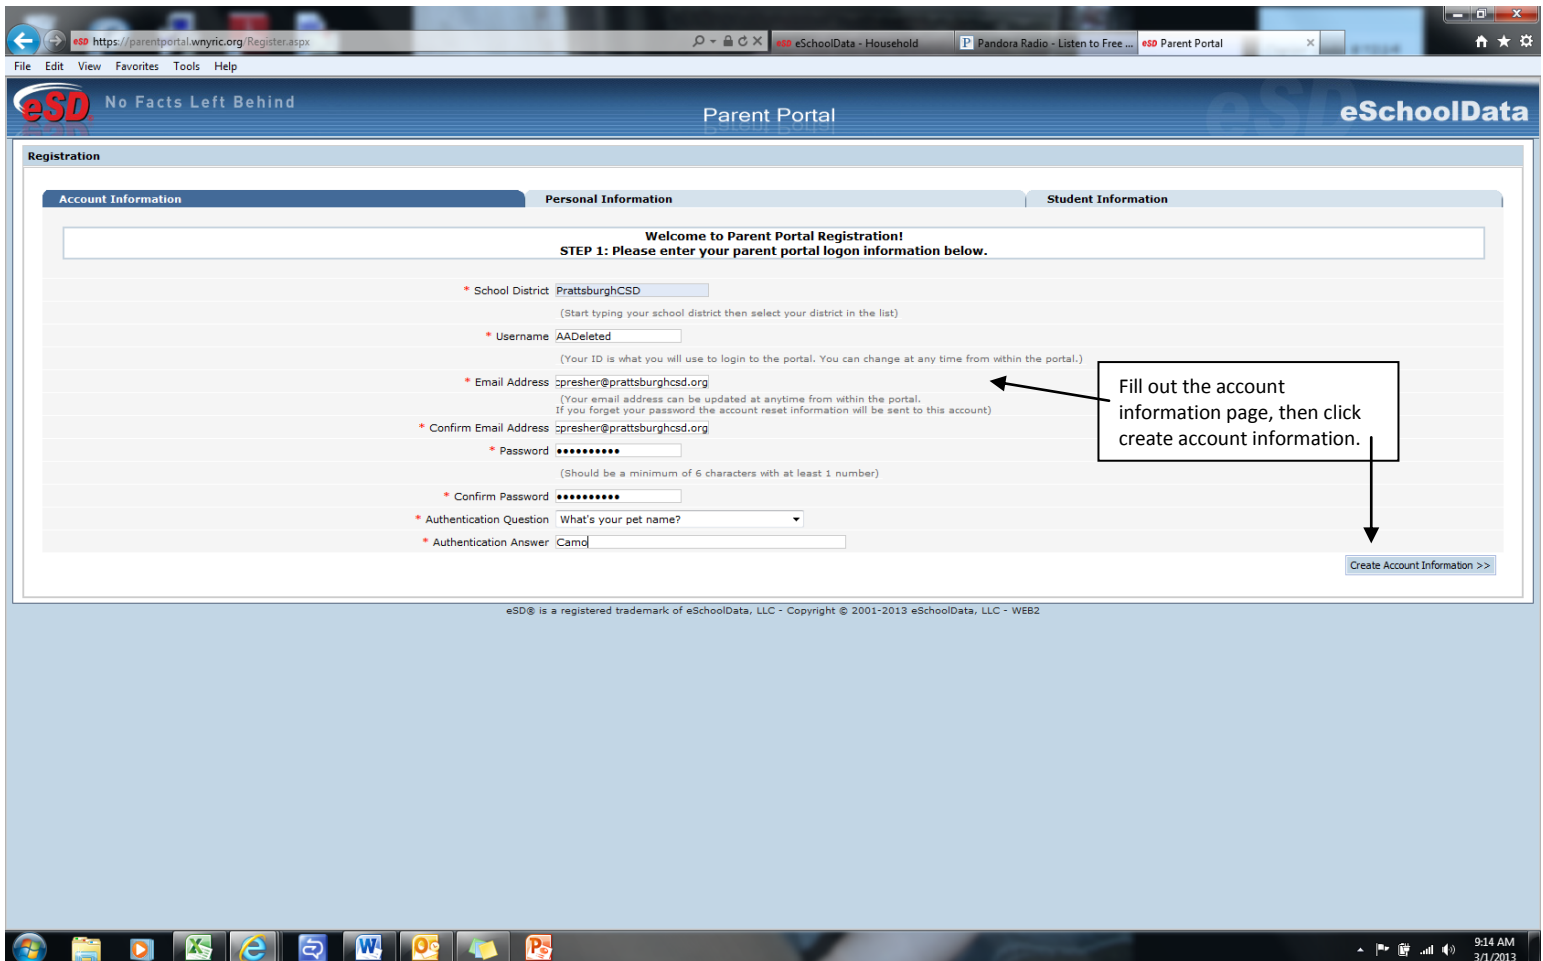 eSD https://parentportal.wnyric.org/Register.aspx
eSD eSchoolData - Household
P Pandora Radio - Listen to Free ...
eSD Parent Portal
File Edit View Favorites Tools Help
eSD No Facts Left Behind
Parent Portal
eSchoolData
Registration
Account Information
Personal Information
Student Information
Welcome to Parent Portal Registration!
STEP 1: Please enter your parent portal logon information below.
* School District PrattsburghCSD
(Start typing your school district then select your district in the list)
* Username AADeleted
(Your ID is what you will use to login to the portal. You can change at any time from within the portal.)
* Email Address cpresher@prattsburghcsd.org
(Your email address can be updated at anytime from within the portal.
If you forget your password the account reset information will be sent to this account)
* Confirm Email Address cpresher@prattsburghcsd.org
* Password ••••••••••
(Should be a minimum of 6 characters with at least 1 number)
* Confirm Password ••••••••••
* Authentication Question What's your pet name?
* Authentication Answer Camo
Fill out the account
information page, then click
create account information.
Create Account Information >>
eSD® is a registered trademark of eSchoolData, LLC - Copyright © 2001-2013 eSchoolData, LLC - WEB2
9:14 AM
3/1/2013